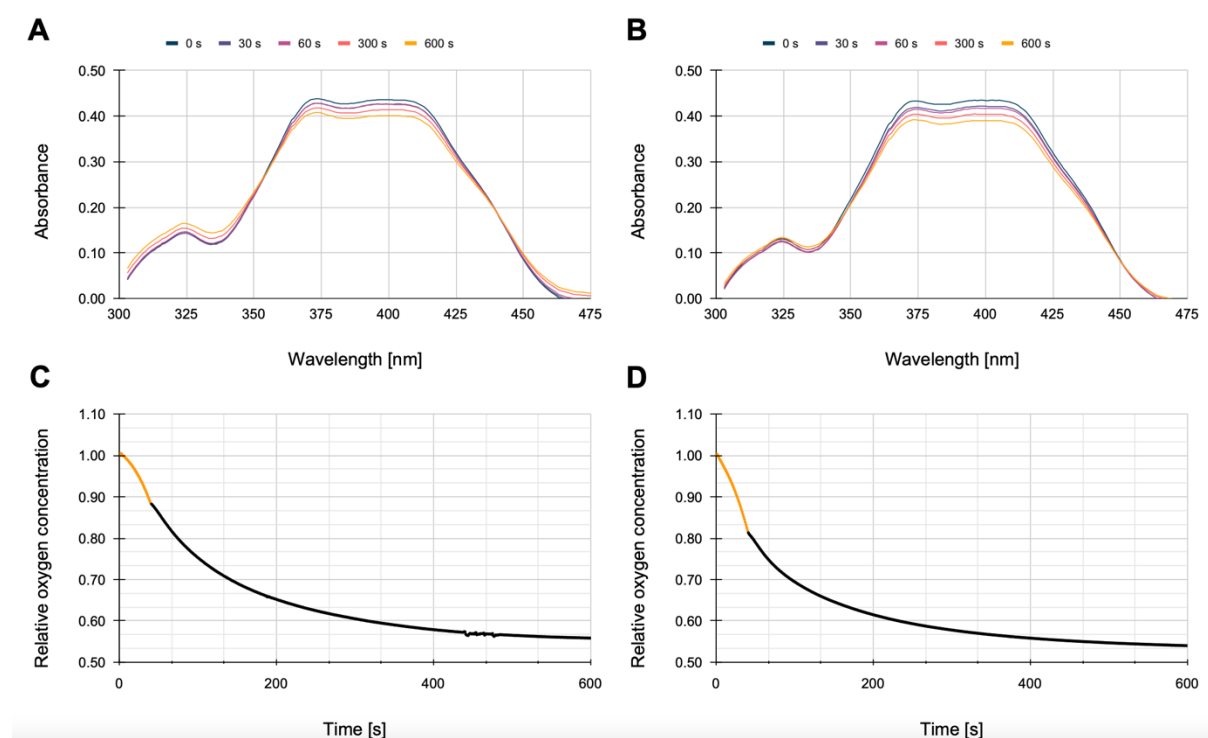 A
0 s 30 s 60 s 300 s 600 s
0.50
0.40
0.30
0.20
0.10
0.00
Absorbance
300 325 350 375 400 425 450 475
Wavelength [nm]
B
0 s 30 s 60 s 300 s 600 s
0.50
0.40
0.30
0.20
0.10
0.00
Absorbance
300 325 350 375 400 425 450 475
Wavelength [nm]
C
1.10
1.00
0.90
0.80
0.70
0.60
0.50
Relative oxygen concentration
0 200 400 600
Time [s]
D
1.10
1.00
0.90
0.80
0.70
0.60
0.50
Relative oxygen concentration
0 200 400 600
Time [s]